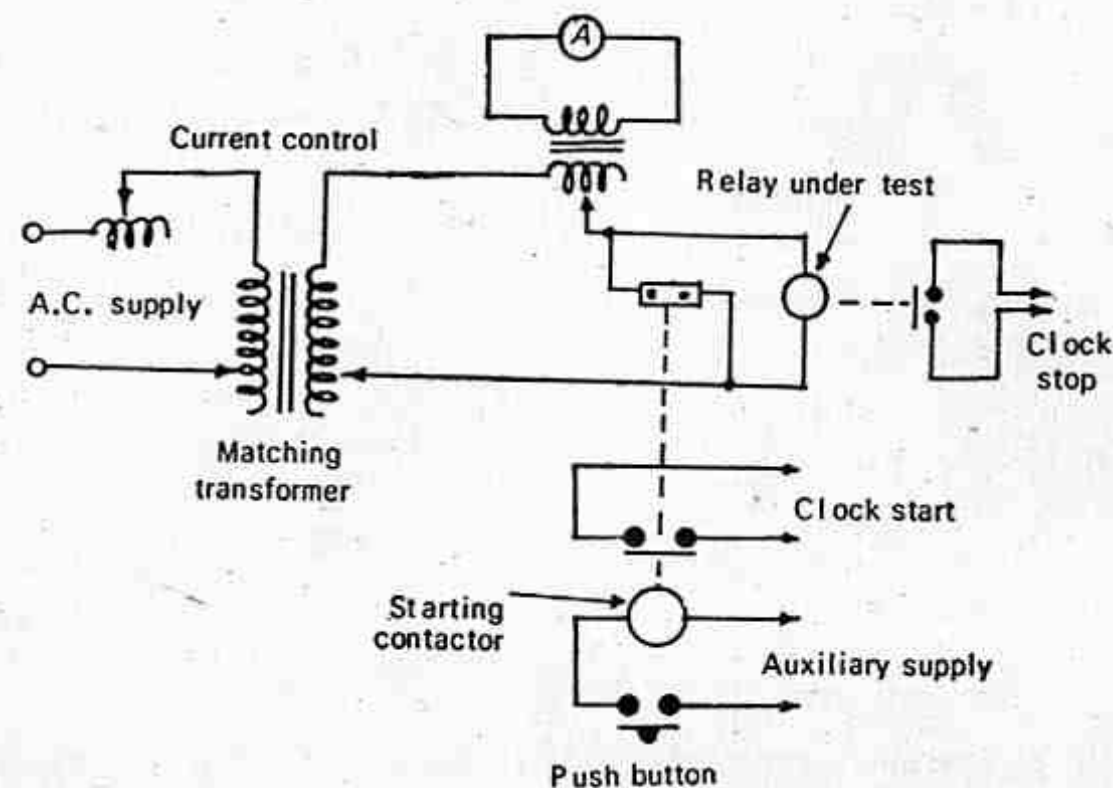 A
Current control
Relay under test
A.C. supply
Clock
stop
Matching
transformer
Clock start
Starting
contactor
Auxiliary supply
Push button